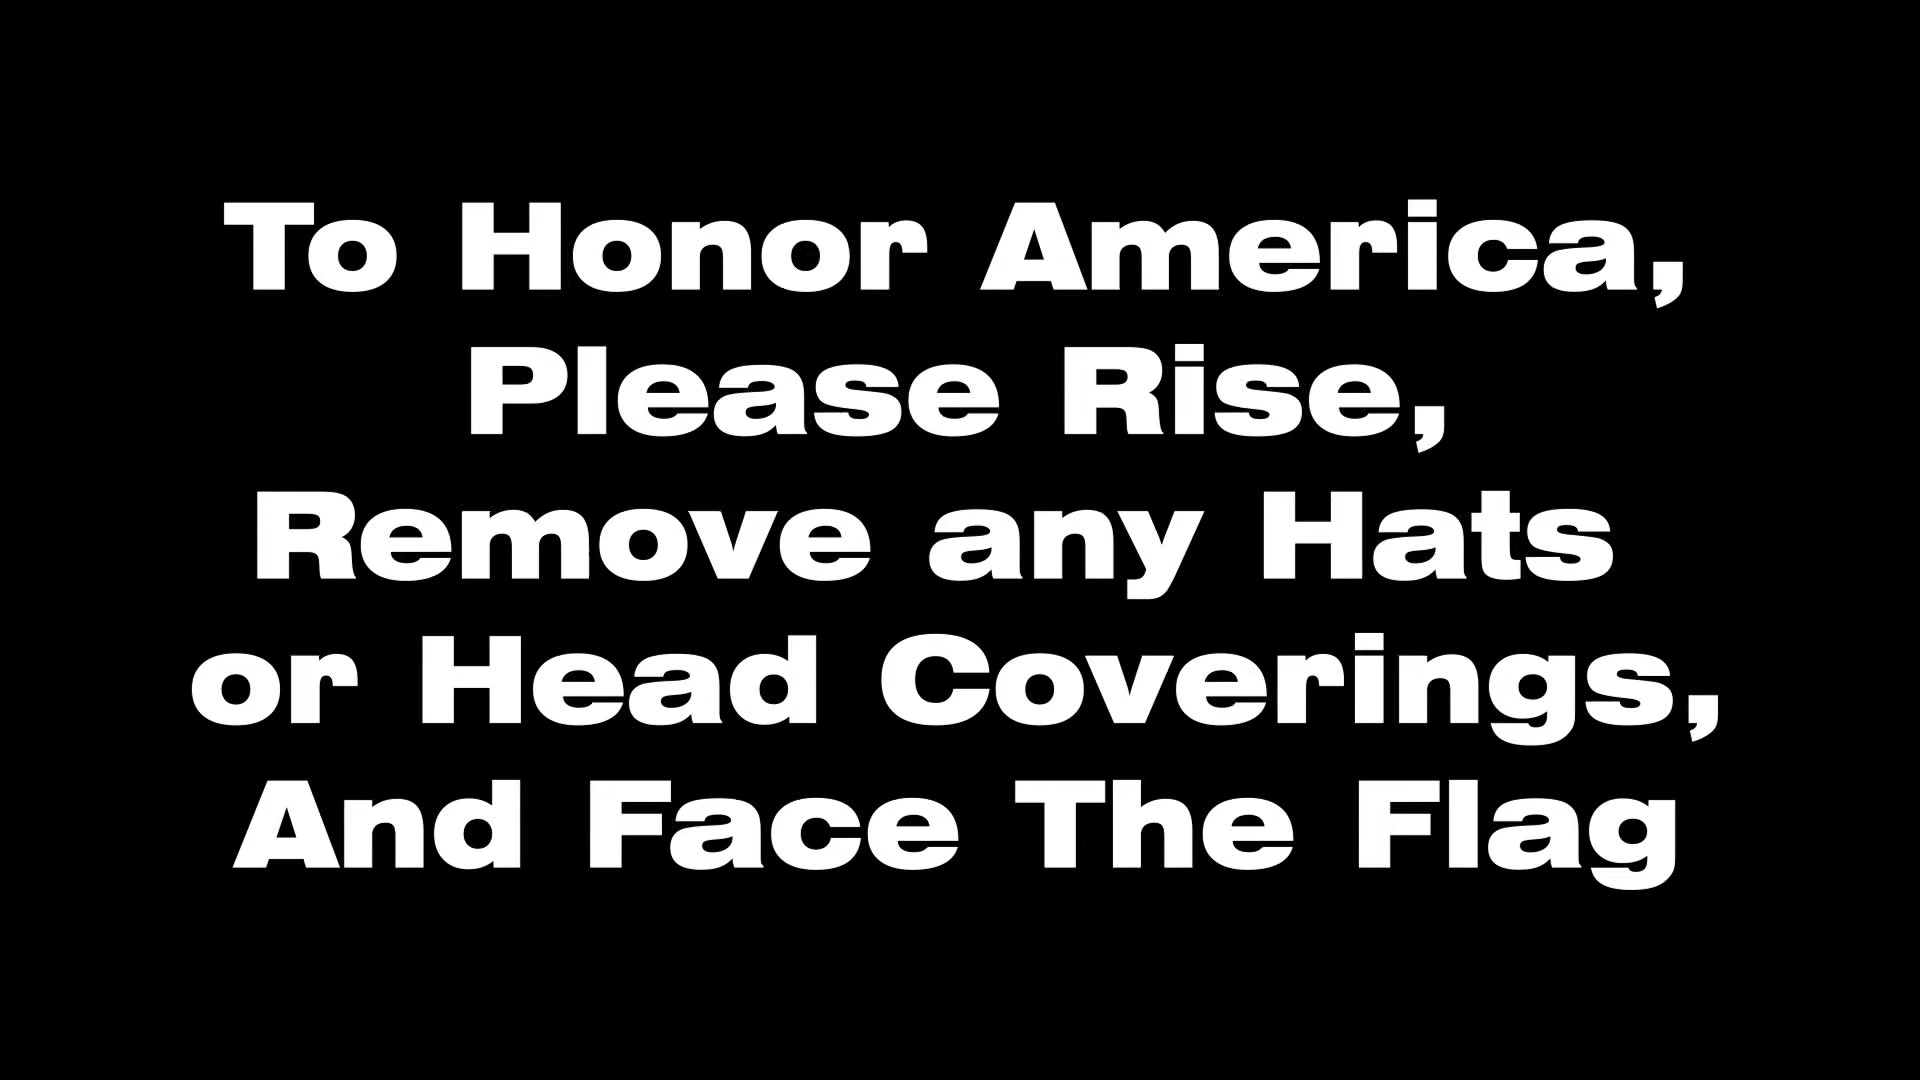 To Honor America,
Please Rise,
Remove any Hats
or Head Coverings,
And Face The Flag